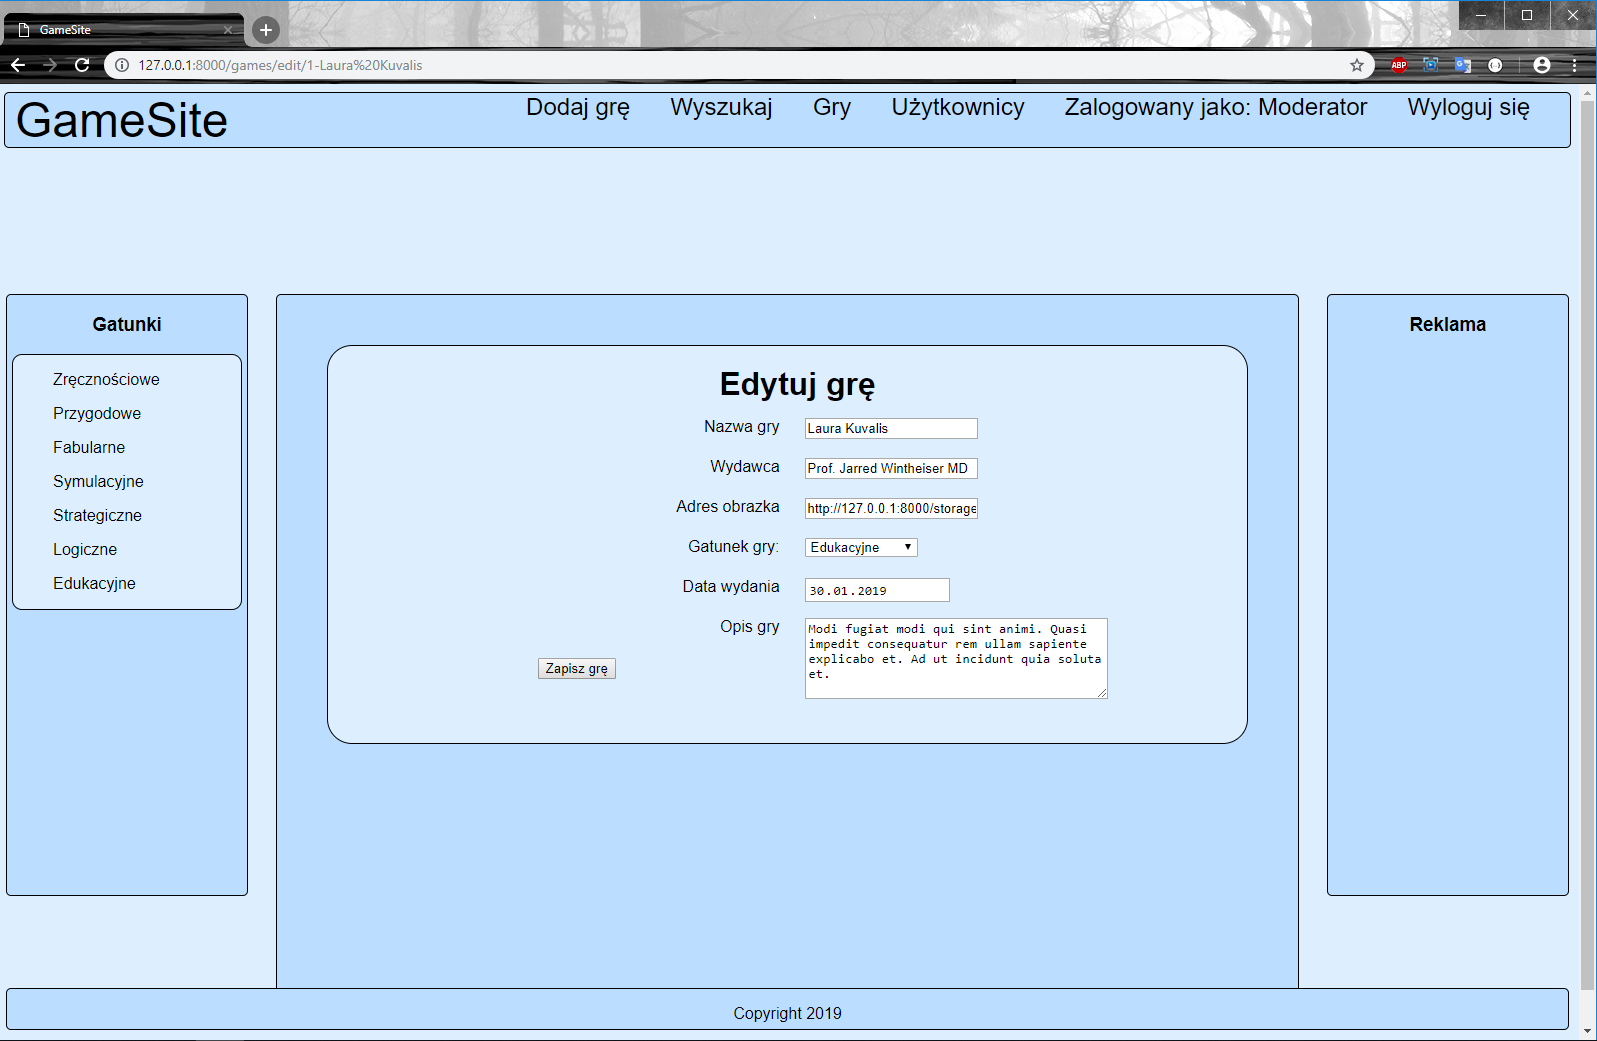 GameSite
127.0.0.1:8000/games/edit/1-Laura%20Kuvalis
ABP
GameSite
Dodaj grę Wyszukaj Gry Użytkownicy Zalogowany jako: Moderator Wyloguj się
Gatunki
Zręcznościowe
Przygodowe
Fabularne
Symulacyjne
Strategiczne
Logiczne
Edukacyjne
Edytuj grę
Nazwa gry Laura Kuvalis
Wydawca Prof. Jarred Wintheiser MD
Adres obrazka http://127.0.0.1:8000/storage
Gatunek gry: Edukacyjne
Data wydania 30.01.2019
Opis gry Modi fugiat modi qui sint animi. Quasi
impedit consequatur rem ullam sapiente
explicabo et. Ad ut incidunt quia soluta
et.
Zapisz grę
Reklama
Copyright 2019